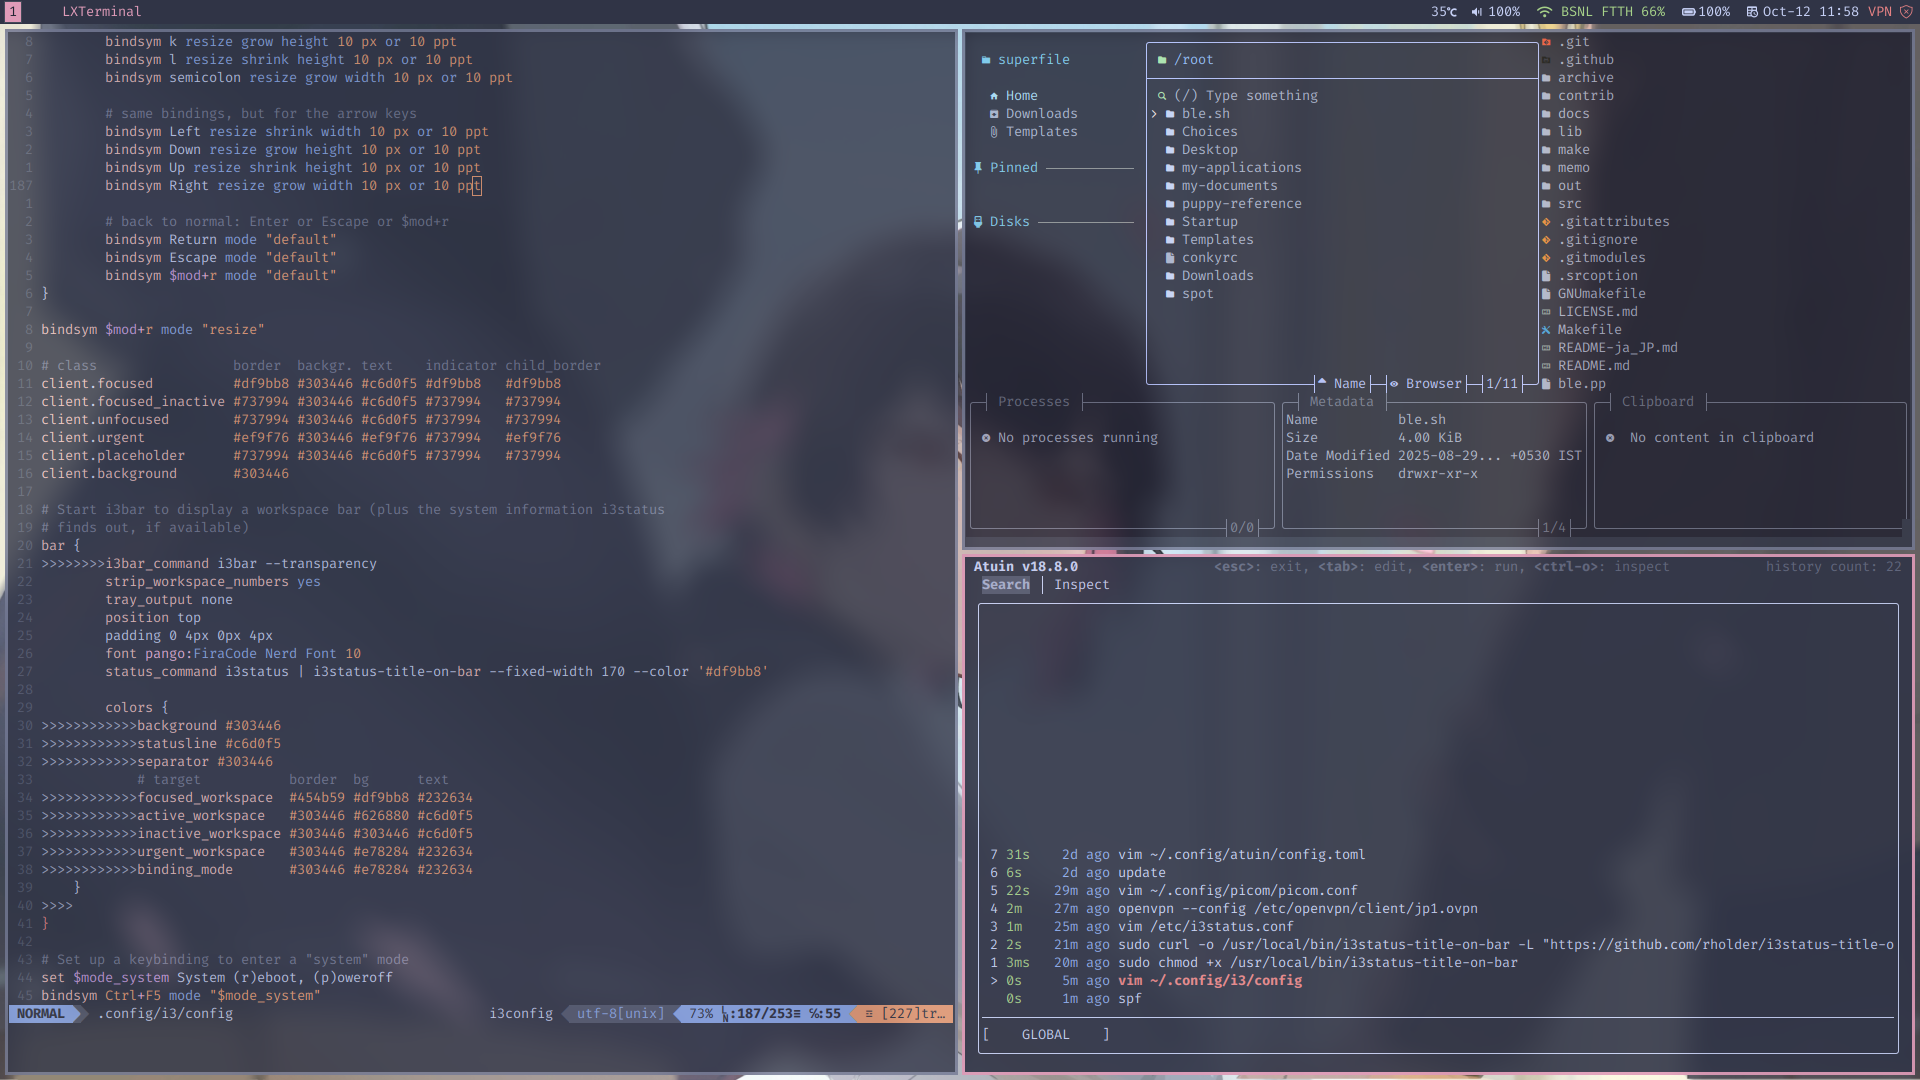 1 LXTerminal 35℃ 100% BSNL FTTH 66% 100% Oct-12 11:58 VPN
8 bindsym k resize grow height 10 px or 10 ppt
7 bindsym l resize shrink height 10 px or 10 ppt
6 bindsym semicolon resize grow width 10 px or 10 ppt
5
4 # same bindings, but for the arrow keys
3 bindsym Left resize shrink width 10 px or 10 ppt
2 bindsym Down resize grow height 10 px or 10 ppt
1 bindsym Up resize shrink height 10 px or 10 ppt
187 bindsym Right resize grow width 10 px or 10 ppt
1
2 # back to normal: Enter or Escape or $mod+r
3 bindsym Return mode "default"
4 bindsym Escape mode "default"
5 bindsym $mod+r mode "default"
6 }
7
8 bindsym $mod+r mode "resize"
9
10 # class border backgr. text indicator child_border
11 client.focused #df9bb8 #303446 #c6d0f5 #df9bb8 #df9bb8
12 client.focused_inactive #737994 #303446 #c6d0f5 #737994 #737994
13 client.unfocused #737994 #303446 #c6d0f5 #737994 #737994
14 client.urgent #ef9f76 #303446 #ef9f76 #737994 #ef9f76
15 client.placeholder #737994 #303446 #c6d0f5 #737994 #737994
16 client.background #303446
17
18 # Start i3bar to display a workspace bar (plus the system information i3status
19 # finds out, if available)
20 bar {
21 >>>>>>>>i3bar_command i3bar --transparency
22 strip_workspace_numbers yes
23 tray_output none
24 position top
25 padding 0 4px 0px 4px
26 font pango:FiraCode Nerd Font 10
27 status_command i3status | i3status-title-on-bar --fixed-width 170 --color '#df9bb8'
28
29 colors {
30 >>>>>>>>>>>>background #303446
31 >>>>>>>>>>>>statusline #c6d0f5
32 >>>>>>>>>>>>separator #303446
33 # target border bg text
34 >>>>>>>>>>>>focused_workspace #454b59 #df9bb8 #232634
35 >>>>>>>>>>>>active_workspace #303446 #626880 #c6d0f5
36 >>>>>>>>>>>>inactive_workspace #303446 #303446 #c6d0f5
37 >>>>>>>>>>>>urgent_workspace #303446 #e78284 #232634
38 >>>>>>>>>>>>binding_mode #303446 #e78284 #232634
39 }
40 >>>>
41 }
42
43 # Set up a keybinding to enter a "system" mode
44 set $mode_system System (r)eboot, (p)oweroff
45 bindsym Ctrl+F5 mode "$mode_system"
NORMAL .config/i3/config i3config utf-8[unix] 73% :187/253≡ ℅:55 ≡ [227]tr…
superfile
Home
Downloads
Templates
Pinned
Disks
/root
(/) Type something
> ble.sh
Choices
Desktop
my-applications
my-documents
puppy-reference
Startup
Templates
conkyrc
Downloads
spot
Name Browser 1/11
.git
.github
archive
contrib
docs
lib
make
memo
out
src
.gitattributes
.gitignore
.gitmodules
.srcoption
GNUmakefile
LICENSE.md
Makefile
README-ja_JP.md
README.md
ble.pp
Processes
No processes running
0/0
Metadata
Name ble.sh
Size 4.00 KiB
Date Modified 2025-08-29... +0530 IST
Permissions drwxr-xr-x
1/4
Clipboard
No content in clipboard
Atuin v18.8.0 <esc>: exit, <tab>: edit, <enter>: run, <ctrl-o>: inspect history count: 22
Search | Inspect
7 31s 2d ago vim ~/.config/atuin/config.toml
6 6s 2d ago update
5 22s 29m ago vim ~/.config/picom/picom.conf
4 2m 27m ago openvpn --config /etc/openvpn/client/jp1.ovpn
3 1m 25m ago vim /etc/i3status.conf
2 2s 21m ago sudo curl -o /usr/local/bin/i3status-title-on-bar -L "https://github.com/rholder/i3status-title-o
1 3ms 20m ago sudo chmod +x /usr/local/bin/i3status-title-on-bar
> 0s 5m ago vim ~/.config/i3/config
0s 1m ago spf
[ GLOBAL ]